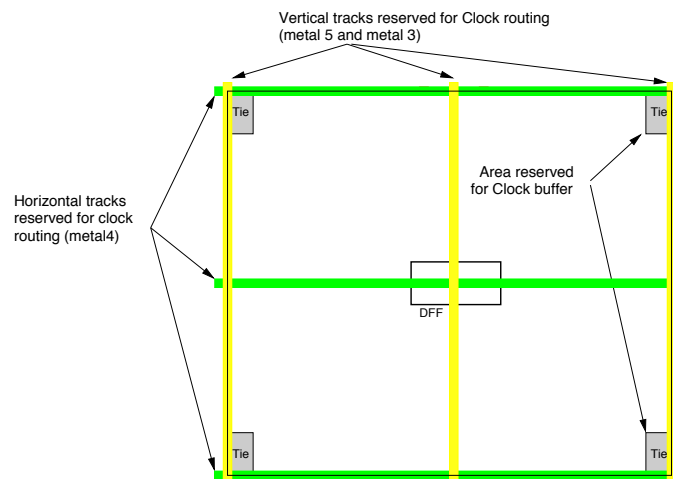 Vertical tracks reserved for Clock routing
(metal 5 and metal 3)
Tie
Tie
Area reserved
for Clock buffer
Horizontal tracks
reserved for clock
routing (metal4)
DFF
Tie
Tie